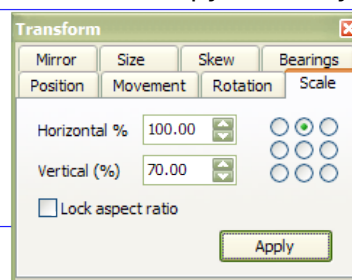 Transform
Mirror Size Skew Bearings
Position Movement Rotation Scale
Horizontal % 100.00
Vertical (%) 70.00
Lock aspect ratio
Apply